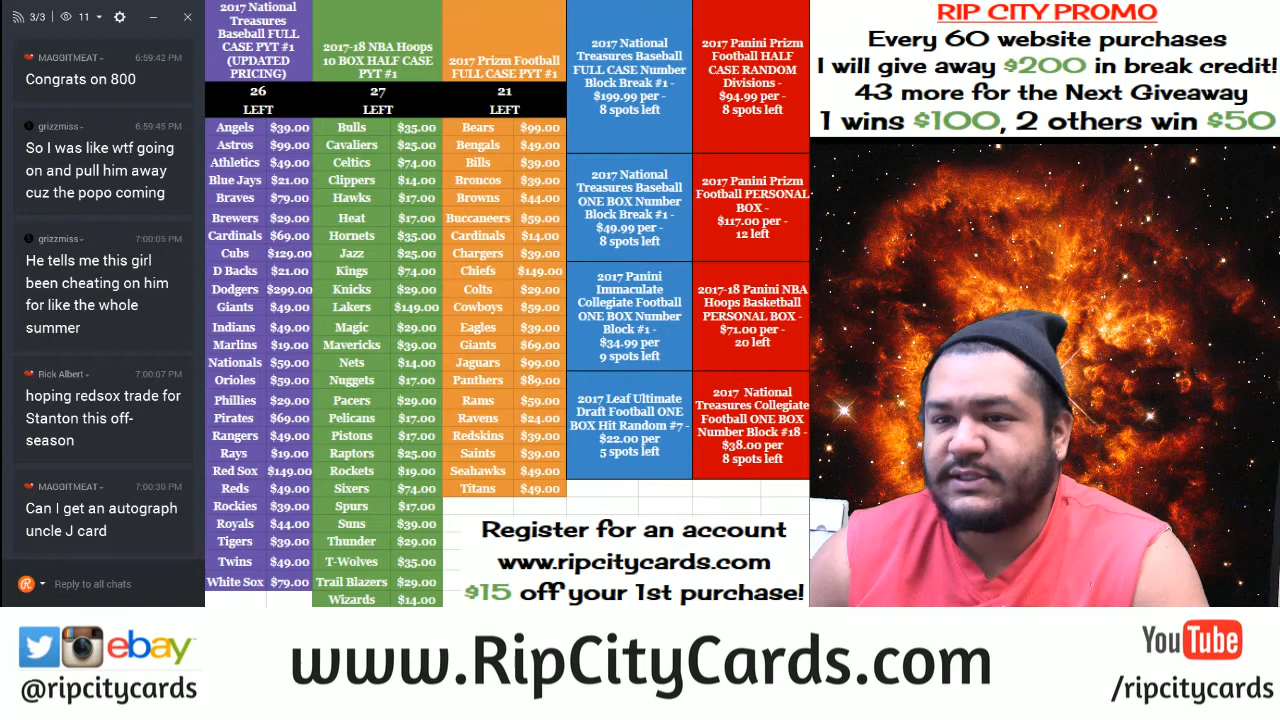 3/3 11
MAGGITMEAT 6:59:42 PM
Congrats on 800
grizzmiss 6:59:45 PM
So I was like wtf going
on and pull him away
cuz the popo coming
grizzmiss 7:00:05 PM
He tells me this girl
been cheating on him
for like the whole
summer
Rick Albert 7:00:07 PM
hoping redsox trade for
Stanton this off-
season
MAGGITMEAT 7:00:30 PM
Can I get an autograph
uncle J card
Reply to all chats
2017 National
Treasures
Baseball FULL
CASE PYT #1
(UPDATED
PRICING)
26
LEFT
Angels $39.00
Astros $99.00
Athletics $49.00
Blue Jays $21.00
Braves $79.00
Brewers $29.00
Cardinals $69.00
Cubs $129.00
D Backs $21.00
Dodgers $299.00
Giants $49.00
Indians $49.00
Marlins $19.00
Nationals $59.00
Orioles $59.00
Phillies $29.00
Pirates $69.00
Rangers $49.00
Rays $19.00
Red Sox $149.00
Reds $49.00
Rockies $39.00
Royals $44.00
Tigers $39.00
Twins $49.00
White Sox $79.00
2017-18 NBA Hoops
10 BOX HALF CASE
PYT #1
27
LEFT
Bulls $35.00
Cavaliers $25.00
Celtics $74.00
Clippers $14.00
Hawks $17.00
Heat $17.00
Hornets $35.00
Jazz $25.00
Kings $74.00
Knicks $29.00
Lakers $149.00
Magic $29.00
Mavericks $39.00
Nets $14.00
Nuggets $17.00
Pacers $29.00
Pelicans $17.00
Pistons $17.00
Raptors $25.00
Rockets $19.00
Sixers $74.00
Spurs $17.00
Suns $39.00
Thunder $29.00
T-Wolves $35.00
Trail Blazers $29.00
Wizards $14.00
2017 Prizm Football
FULL CASE PYT #1
21
LEFT
Bears $99.00
Bengals $49.00
Bills $39.00
Broncos $39.00
Browns $44.00
Buccaneers $59.00
Cardinals $14.00
Chargers $39.00
Chiefs $149.00
Colts $29.00
Cowboys $59.00
Eagles $39.00
Giants $69.00
Jaguars $99.00
Panthers $89.00
Rams $59.00
Ravens $24.00
Redskins $39.00
Saints $39.00
Seahawks $49.00
Titans $49.00
2017 National
Treasures Baseball
FULL CASE Number
Block Break #1 -
$199.99 per -
8 spots left
2017 National
Treasures Baseball
ONE BOX Number
Block Break #1 -
$49.99 per -
8 spots left
2017 Panini
Immaculate
Collegiate Football
ONE BOX Number
Block #1 -
$34.99 per
9 spots left
2017 Leaf Ultimate
Draft Football ONE
BOX Hit Random #7 -
$22.00 per
5 spots left
2017 Panini Prizm
Football HALF
CASE RANDOM
Divisions -
$94.99 per -
8 spots left
2017 Panini Prizm
Football PERSONAL
BOX -
$117.00 per -
12 left
2017-18 Panini NBA
Hoops Basketball
PERSONAL BOX -
$71.00 per -
20 left
2017 National
Treasures Collegiate
Football ONE BOX
Number Block #18 -
$38.00 per
8 spots left
Register for an account
www.ripcitycards.com
$15 off your 1st purchase!
RIP CITY PROMO
Every 60 website purchases
I will give away $200 in break credit!
43 more for the Next Giveaway
1 wins $100, 2 others win $50
ebay
@ripcitycards
www.RipCityCards.com
YouTube
/ripcitycards